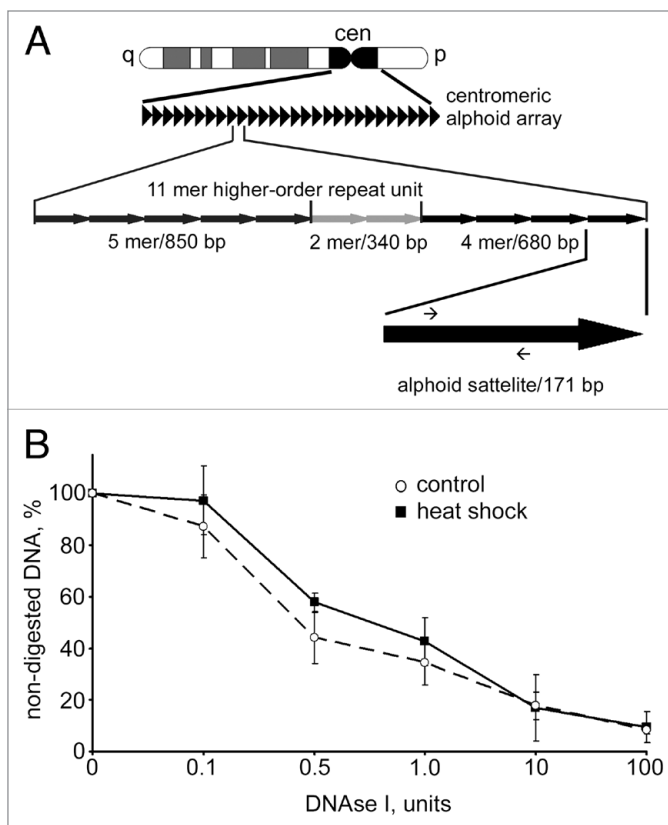 A
cen
q p
centromeric
alphoid array
11 mer higher-order repeat unit
5 mer/850 bp 2 mer/340 bp 4 mer/680 bp
alphoid sattelite/171 bp
B
control
heat shock
non-digested DNA, %
100
80
60
40
20
0
0 0.1 0.5 1.0 10 100
DNAse I, units